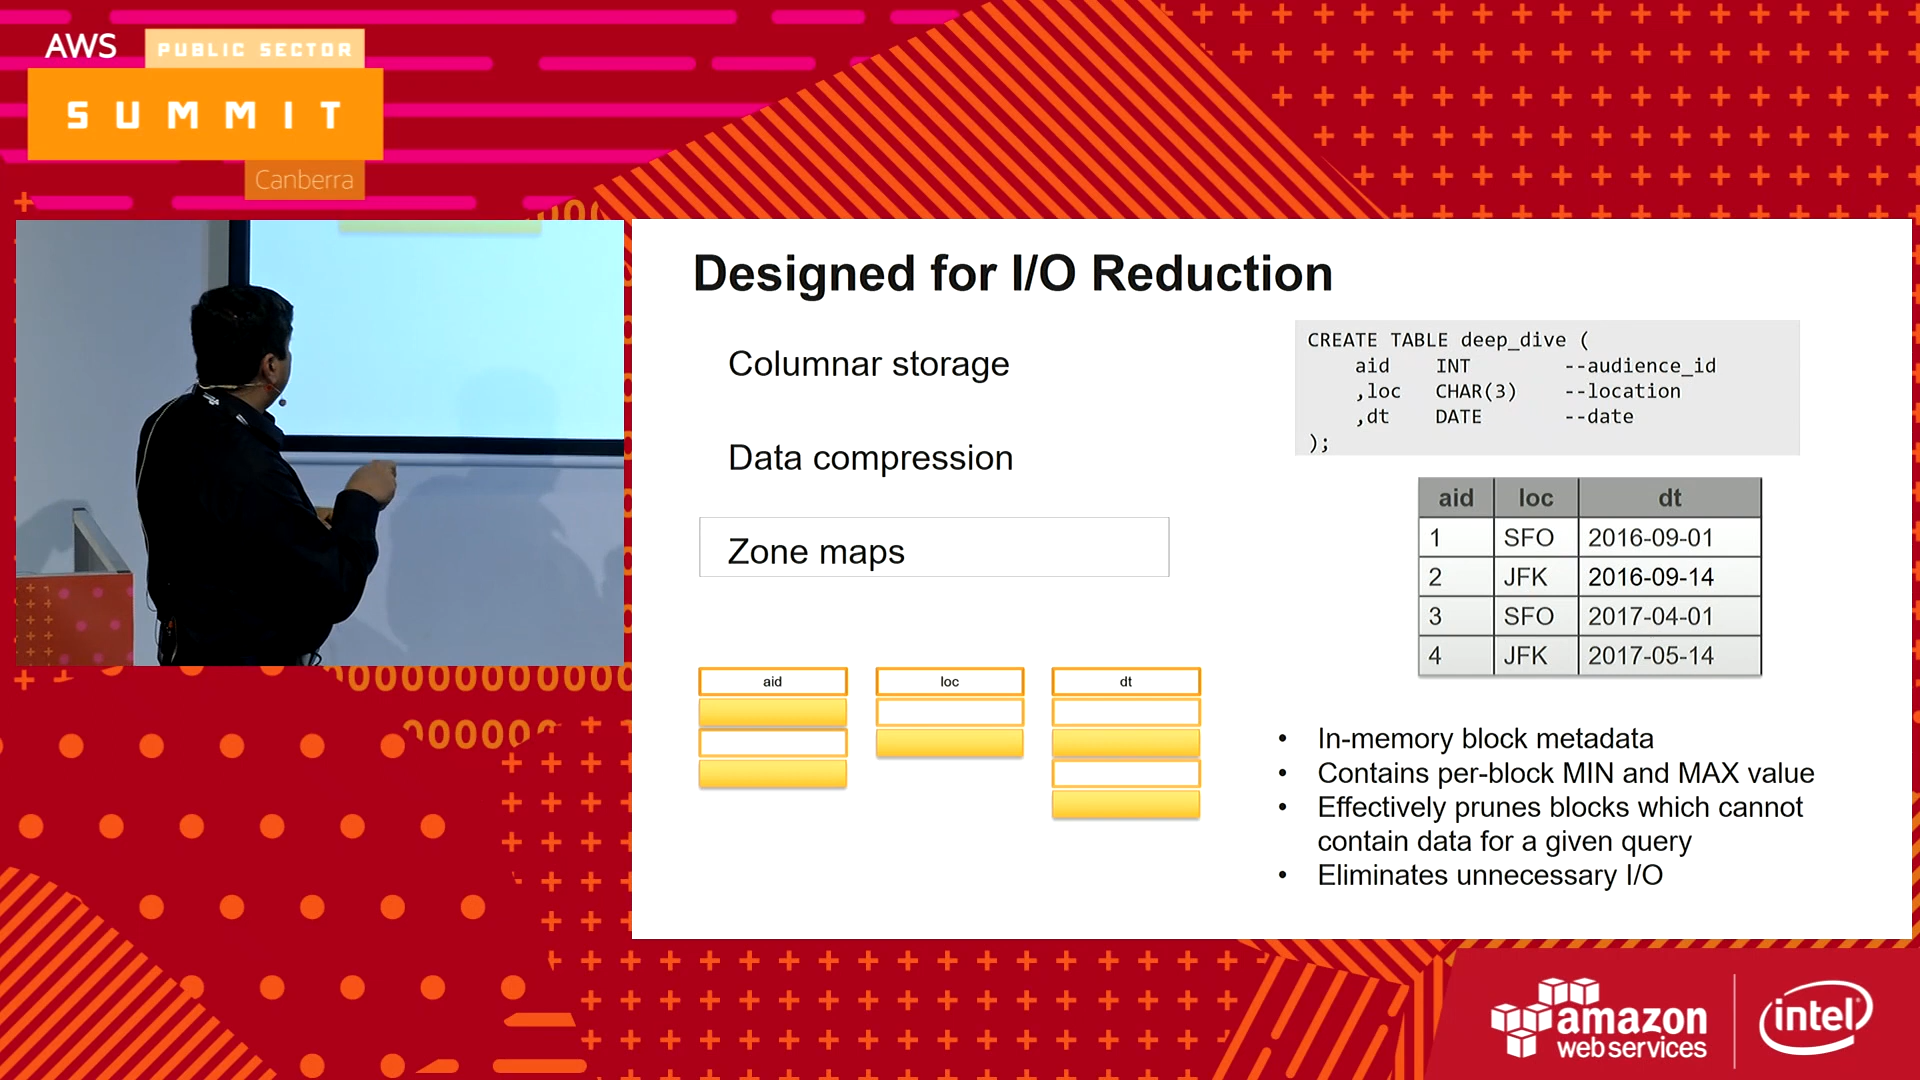 AWS
PUBLIC SECTOR
SUMMIT
Canberra
Designed for I/O Reduction
Columnar storage
Data compression
Zone maps
CREATE TABLE deep_dive (
aid INT --audience_id
,loc CHAR(3) --location
,dt DATE --date
);
aid loc dt
1 SFO 2016-09-01
2 JFK 2016-09-14
3 SFO 2017-04-01
4 JFK 2017-05-14
aid loc dt
• In-memory block metadata
• Contains per-block MIN and MAX value
• Effectively prunes blocks which cannot
contain data for a given query
• Eliminates unnecessary I/O
amazon
web services
intel